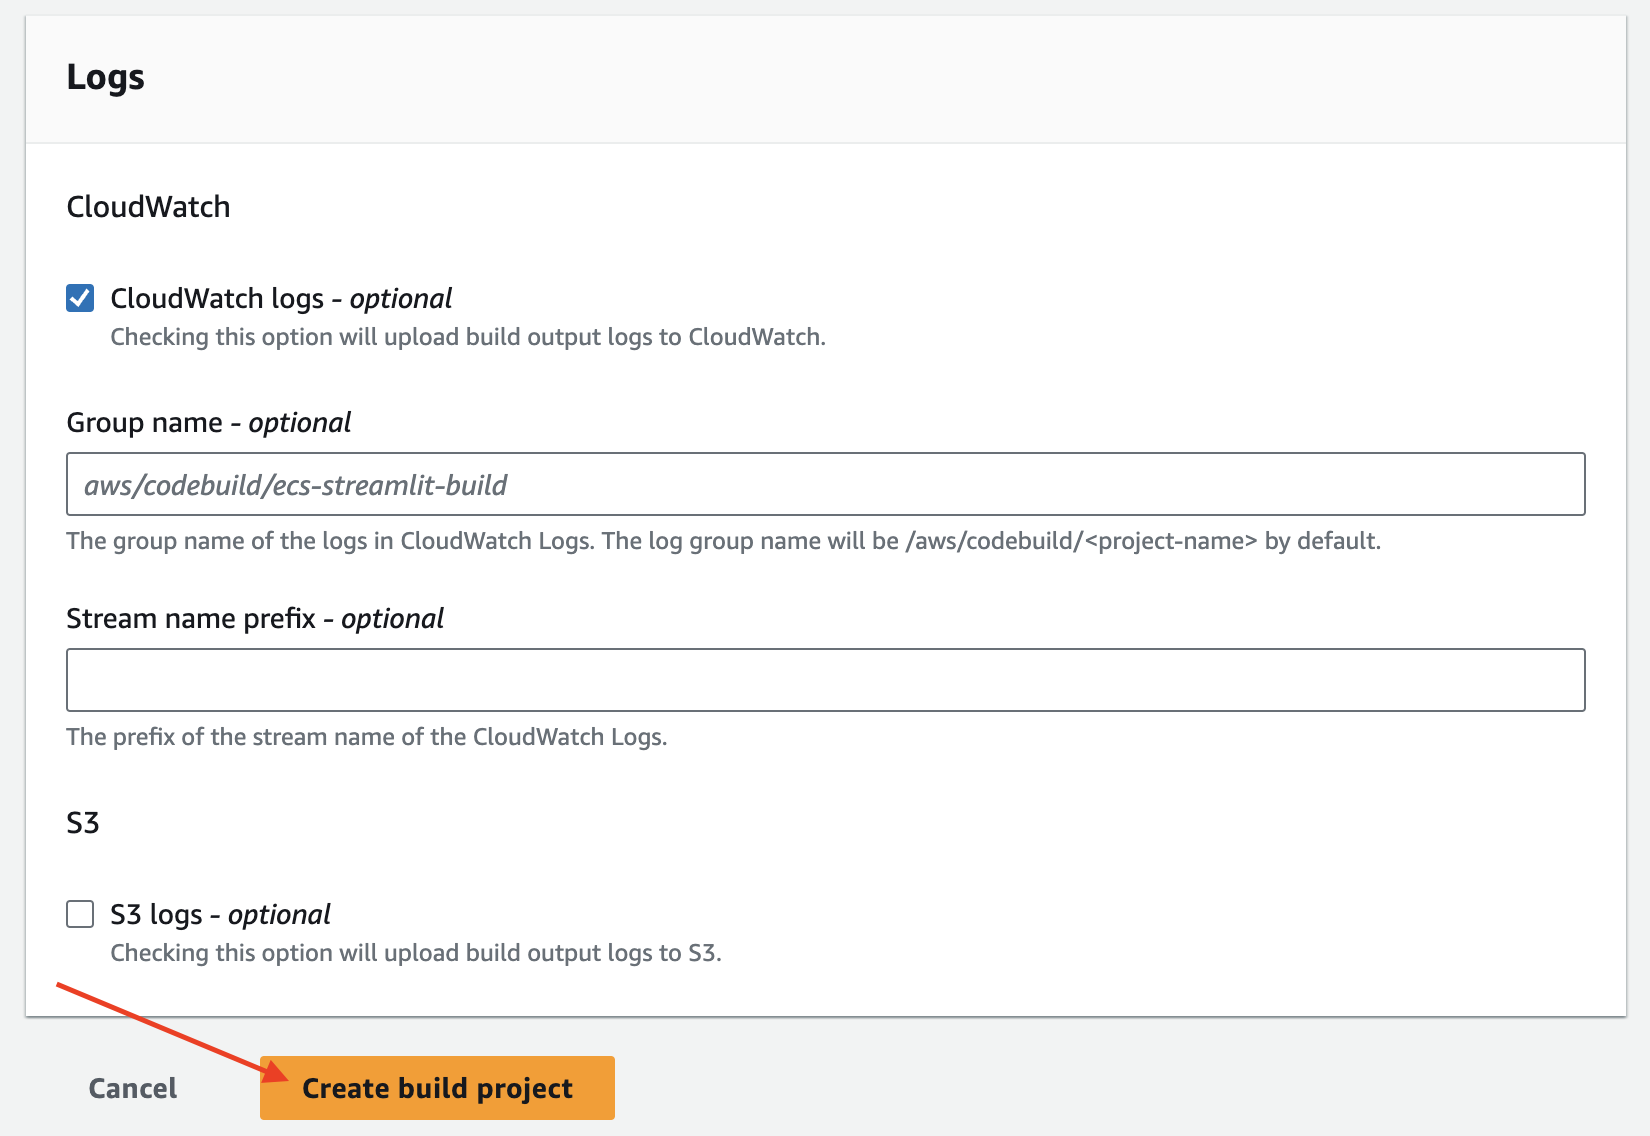 Logs
CloudWatch
CloudWatch logs - optional
Checking this option will upload build output logs to CloudWatch.
Group name - optional
aws/codebuild/ecs-streamlit-build
The group name of the logs in CloudWatch Logs. The log group name will be /aws/codebuild/<project-name> by default.
Stream name prefix - optional
The prefix of the stream name of the CloudWatch Logs.
S3
S3 logs - optional
Checking this option will upload build output logs to S3.
Cancel Create build project